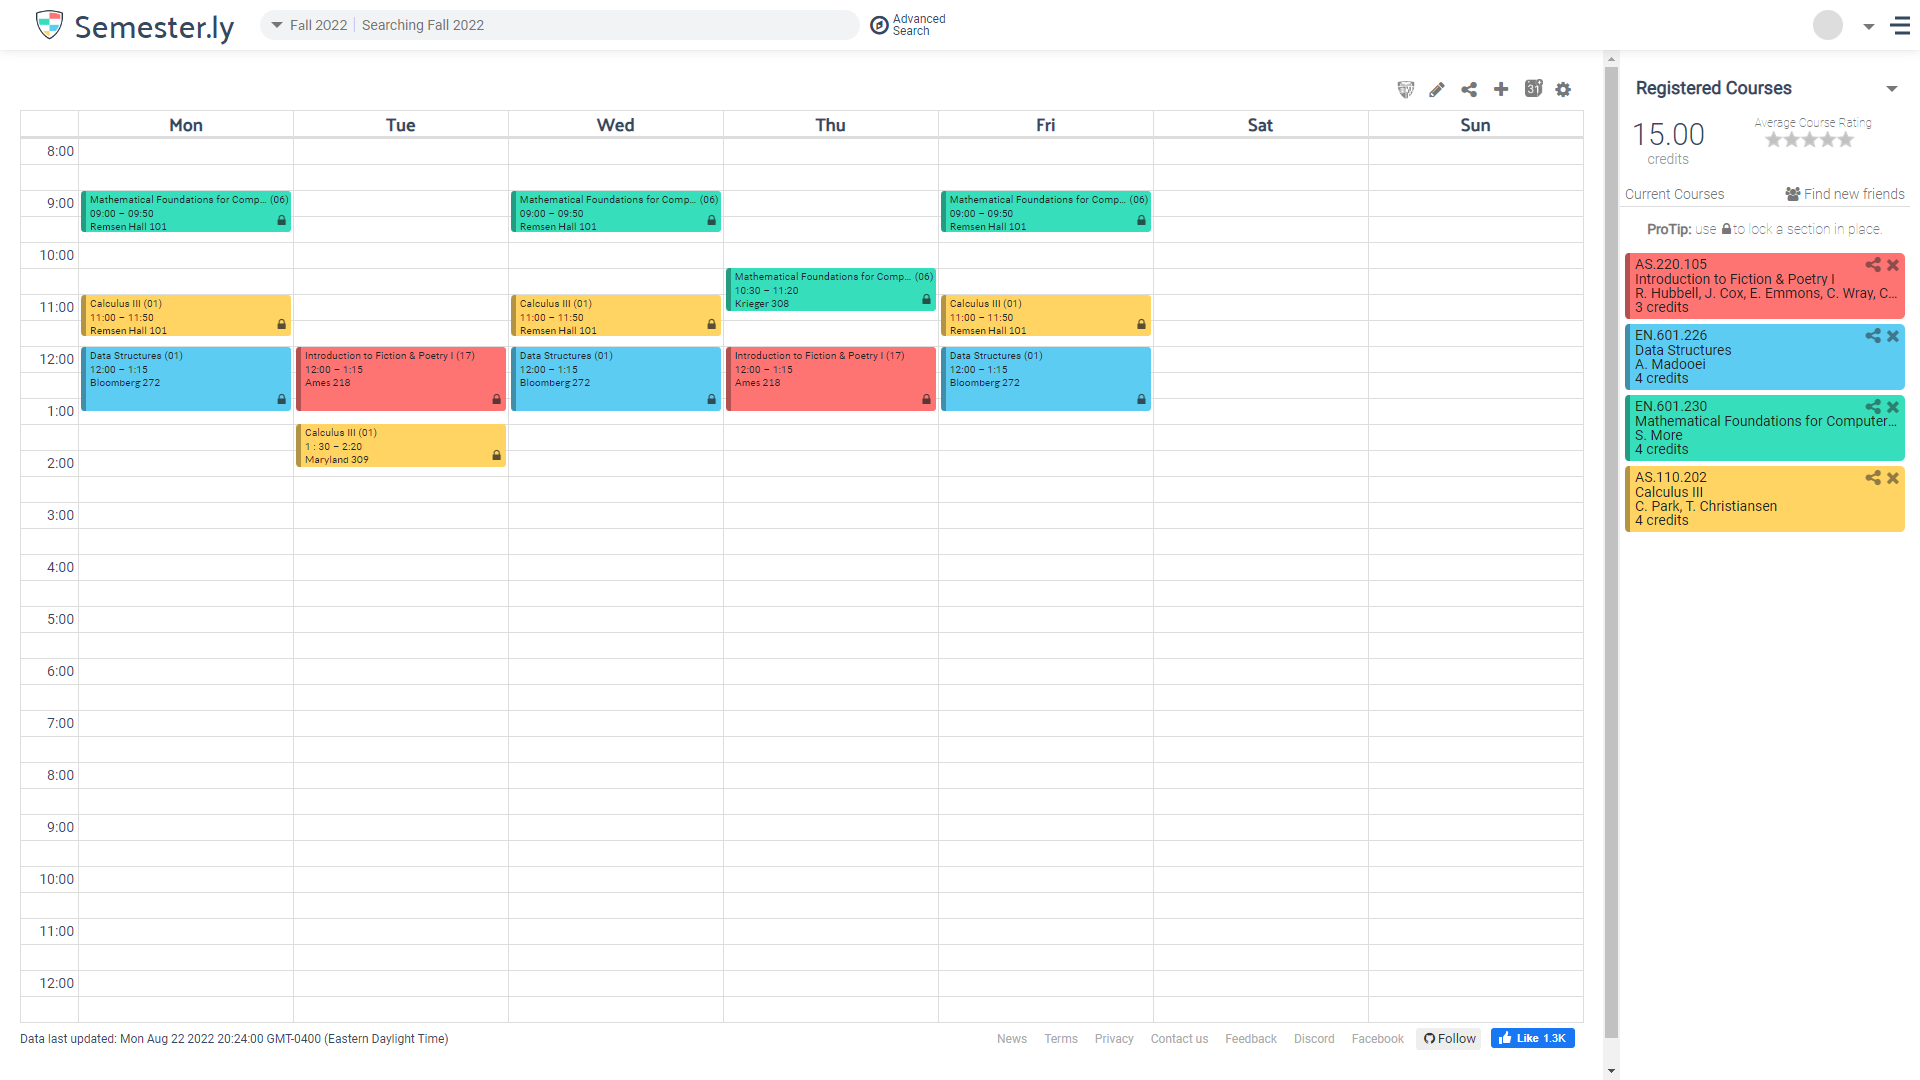 Semester.ly
Fall 2022 Searching Fall 2022
Advanced
Search
31
Mon Tue Wed Thu Fri Sat Sun
8:00
9:00
10:00
11:00
12:00
1:00
2:00
3:00
4:00
5:00
6:00
7:00
8:00
9:00
10:00
11:00
12:00
Mathematical Foundations for Comp... (06)
09:00 – 09:50
Remsen Hall 101
Calculus III (01)
11:00 – 11:50
Remsen Hall 101
Data Structures (01)
12:00 – 1:15
Bloomberg 272
Introduction to Fiction & Poetry I (17)
12:00 – 1:15
Ames 218
Calculus III (01)
1 : 30 – 2:20
Maryland 309
Mathematical Foundations for Comp... (06)
09:00 – 09:50
Remsen Hall 101
Calculus III (01)
11:00 – 11:50
Remsen Hall 101
Data Structures (01)
12:00 – 1:15
Bloomberg 272
Mathematical Foundations for Comp... (06)
10:30 – 11:20
Krieger 308
Introduction to Fiction & Poetry I (17)
12:00 – 1:15
Ames 218
Mathematical Foundations for Comp... (06)
09:00 – 09:50
Remsen Hall 101
Calculus III (01)
11:00 – 11:50
Remsen Hall 101
Data Structures (01)
12:00 – 1:15
Bloomberg 272
Registered Courses
15.00
credits
Average Course Rating
Current Courses
Find new friends
ProTip: use to lock a section in place.
AS.220.105
Introduction to Fiction & Poetry I
R. Hubbell, J. Cox, E. Emmons, C. Wray, C...
3 credits
EN.601.226
Data Structures
A. Madooei
4 credits
EN.601.230
Mathematical Foundations for Computer...
S. More
4 credits
AS.110.202
Calculus III
C. Park, T. Christiansen
4 credits
Data last updated: Mon Aug 22 2022 20:24:00 GMT-0400 (Eastern Daylight Time)
News Terms Privacy Contact us Feedback Discord Facebook Follow Like 1.3K